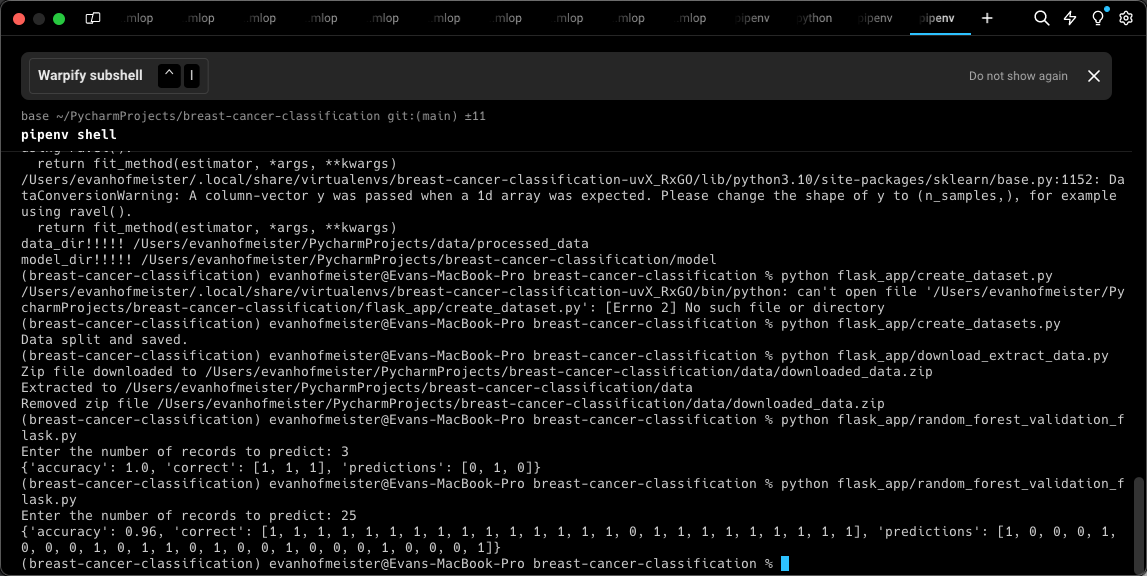 .mlop .mlop .mlop .mlop .mlop .mlop .mlop .mlop .mlop .mlop pipenv python pipenv pipenv +
Warpify subshell ^ I Do not show again
base ~/PycharmProjects/breast-cancer-classification git:(main) ±11
pipenv shell
using ravel().
  return fit_method(estimator, *args, **kwargs)
/Users/evanhofmeister/.local/share/virtualenvs/breast-cancer-classification-uvX_RxGO/lib/python3.10/site-packages/sklearn/base.py:1152: Da
taConversionWarning: A column-vector y was passed when a 1d array was expected. Please change the shape of y to (n_samples,), for example
using ravel().
  return fit_method(estimator, *args, **kwargs)
data_dir!!!!! /Users/evanhofmeister/PycharmProjects/data/processed_data
model_dir!!!!! /Users/evanhofmeister/PycharmProjects/breast-cancer-classification/model
(breast-cancer-classification) evanhofmeister@Evans-MacBook-Pro breast-cancer-classification % python flask_app/create_dataset.py
/Users/evanhofmeister/.local/share/virtualenvs/breast-cancer-classification-uvX_RxGO/bin/python: can't open file '/Users/evanhofmeister/Py
charmProjects/breast-cancer-classification/flask_app/create_dataset.py': [Errno 2] No such file or directory
(breast-cancer-classification) evanhofmeister@Evans-MacBook-Pro breast-cancer-classification % python flask_app/create_datasets.py
Data split and saved.
(breast-cancer-classification) evanhofmeister@Evans-MacBook-Pro breast-cancer-classification % python flask_app/download_extract_data.py
Zip file downloaded to /Users/evanhofmeister/PycharmProjects/breast-cancer-classification/data/downloaded_data.zip
Extracted to /Users/evanhofmeister/PycharmProjects/breast-cancer-classification/data
Removed zip file /Users/evanhofmeister/PycharmProjects/breast-cancer-classification/data/downloaded_data.zip
(breast-cancer-classification) evanhofmeister@Evans-MacBook-Pro breast-cancer-classification % python flask_app/random_forest_validation_f
lask.py
Enter the number of records to predict: 3
{'accuracy': 1.0, 'correct': [1, 1, 1], 'predictions': [0, 1, 0]}
(breast-cancer-classification) evanhofmeister@Evans-MacBook-Pro breast-cancer-classification % python flask_app/random_forest_validation_f
lask.py
Enter the number of records to predict: 25
{'accuracy': 0.96, 'correct': [1, 1, 1, 1, 1, 1, 1, 1, 1, 1, 1, 1, 1, 1, 1, 0, 1, 1, 1, 1, 1, 1, 1, 1, 1], 'predictions': [1, 0, 0, 0, 1,
0, 0, 0, 1, 0, 1, 1, 0, 1, 0, 0, 1, 0, 0, 0, 1, 0, 0, 0, 1]}
(breast-cancer-classification) evanhofmeister@Evans-MacBook-Pro breast-cancer-classification %